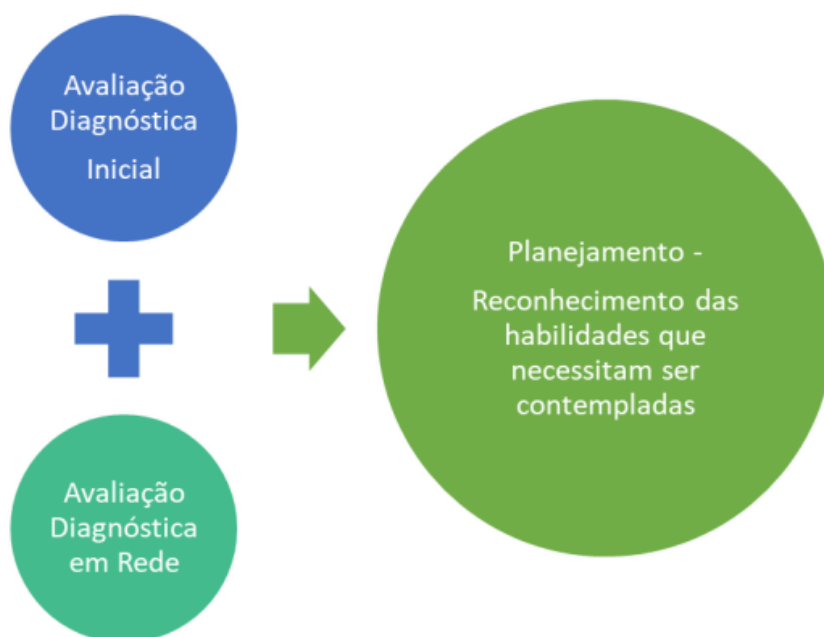 Avaliação
Diagnóstica
Inicial
Avaliação
Diagnóstica
em Rede
Planejamento -
Reconhecimento das
habilidades que
necessitam ser
contempladas